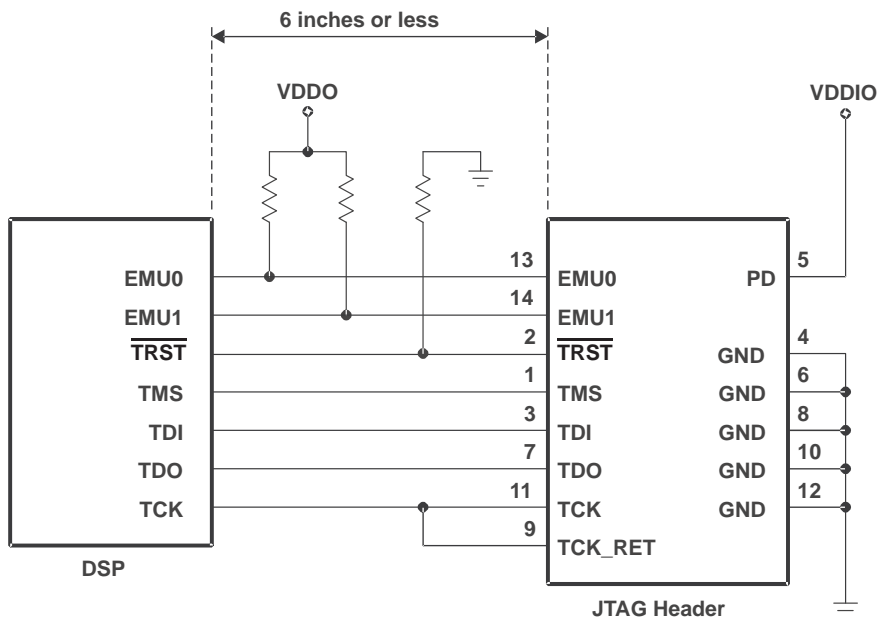 6 inches or less
VDDO
VDDIO
13
5
EMU0
EMU0
PD
14
EMU1
EMU1
2
4
TRST
TRST
GND
1
6
TMS
TMS
GND
3
8
TDI
TDI
GND
7
10
TDO
TDO
GND
11
12
TCK
TCK
GND
9
TCK_RET
DSP
JTAG Header